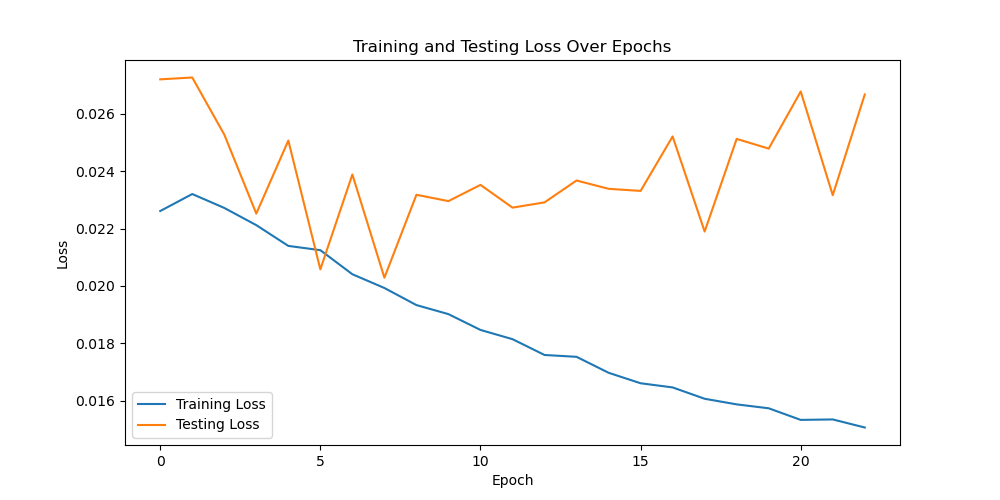 Training and Testing Loss Over Epochs
0.026
0.024
0.022
0.020
0.018
0.016
Loss
Training Loss
Testing Loss
0
5
10
15
20
Epoch